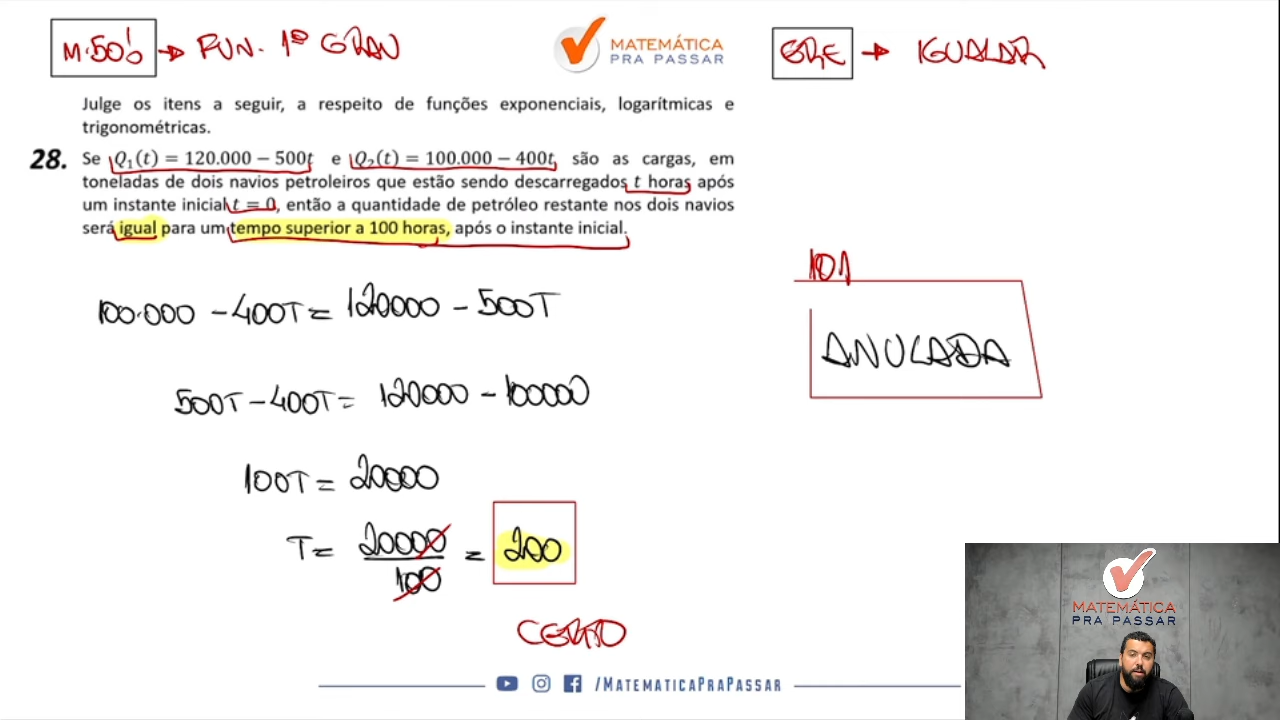 M.50% → FUN. 1º GRAU
MATEMÁTICA
PRA PASSAR
→ IGUALAR
Julge os itens a seguir, a respeito de funções exponenciais, logarítmicas e
trigonométricas.
28. Se Q₁(t) = 120.000 − 500t e Q₂(t) = 100.000 − 400t são as cargas, em
toneladas de dois navios petroleiros que estão sendo descarregados t horas após
um instante inicial t = 0, então a quantidade de petróleo restante nos dois navios
será igual para um tempo superior a 100 horas, após o instante inicial.
101
ANULADA
100.000 − 400T = 120000 − 500T
500T − 400T = 120000 − 100000
100T = 20000
T = 20000/100 = 200
CERTO
MATEMÁTICA
PRA PASSAR
/MATEMATICAPRAPASSAR